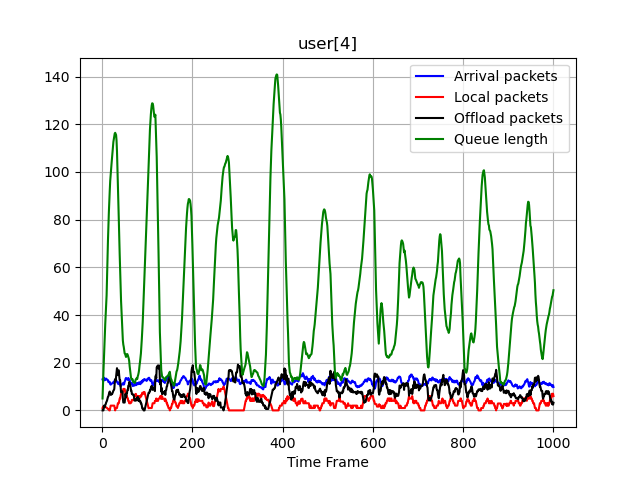 user[4]
140
120
100
80
60
40
20
0
Arrival packets
Local packets
Offload packets
Queue length
0 200 400 600 800 1000
Time Frame